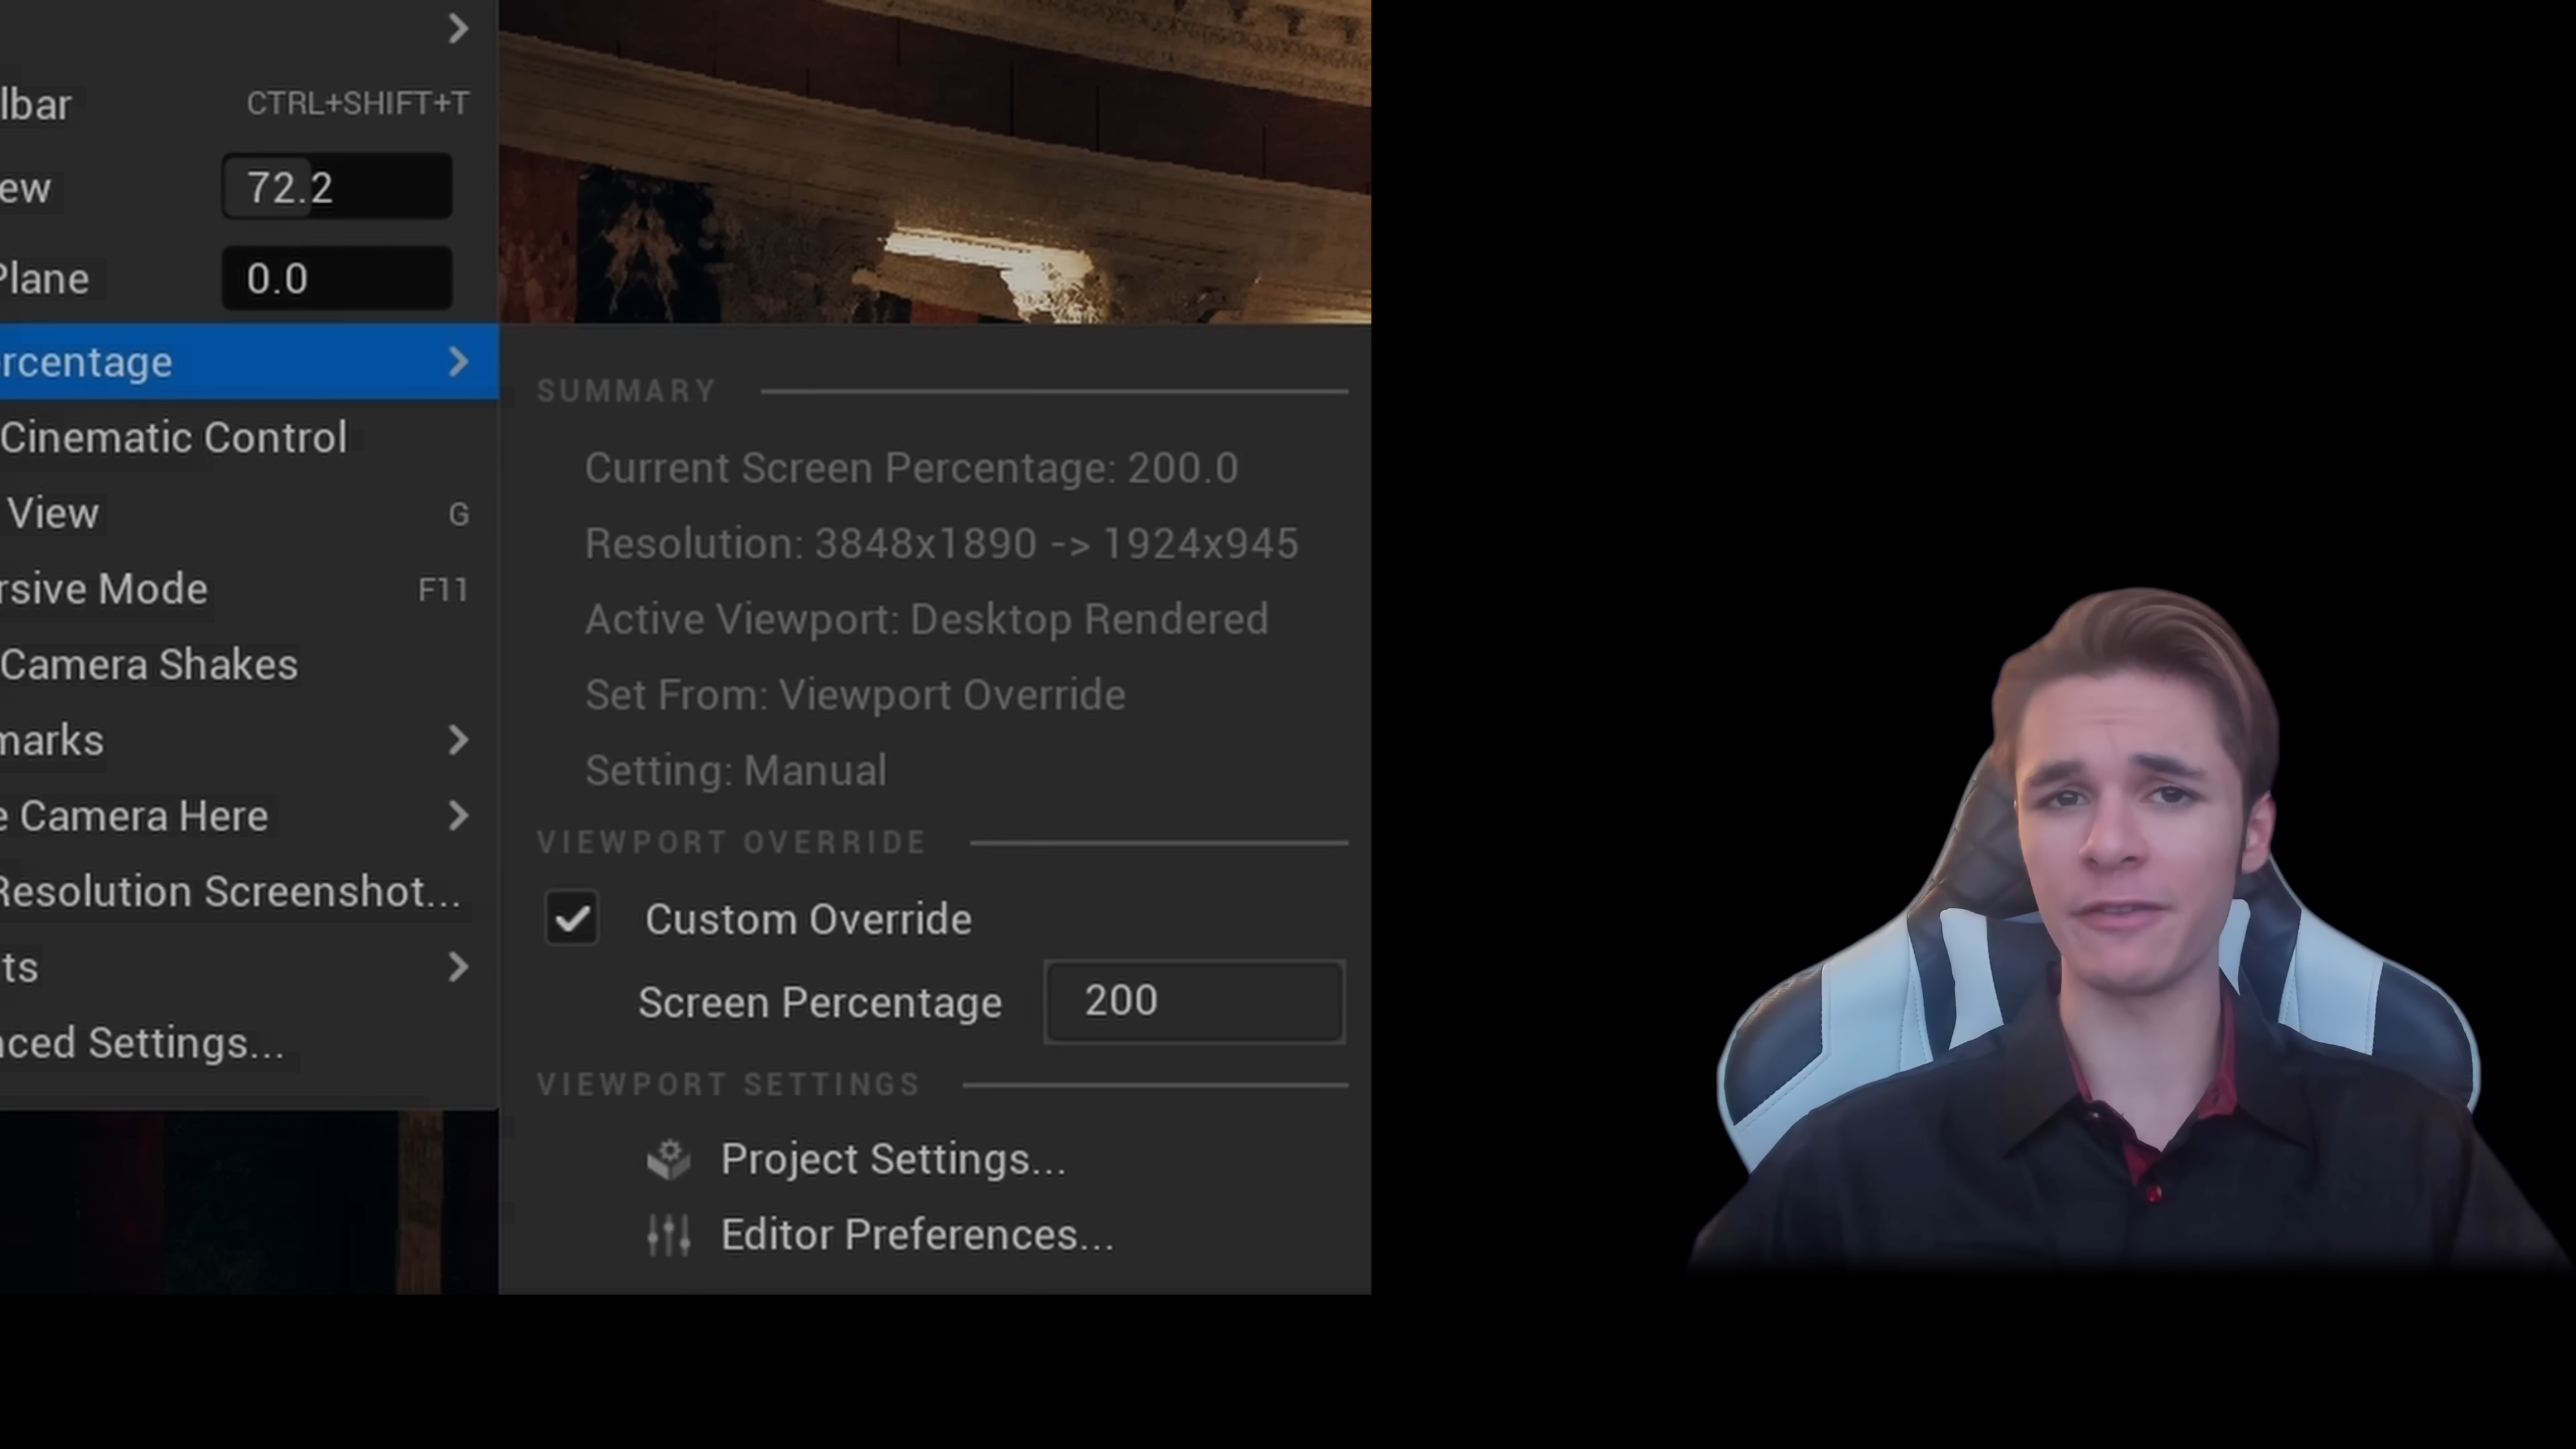 lbar CTRL+SHIFT+T
ew 72.2
Plane 0.0
rcentage
Cinematic Control
View G
rsive Mode F11
Camera Shakes
marks
e Camera Here
Resolution Screenshot...
ts
nced Settings...
SUMMARY
Current Screen Percentage: 200.0
Resolution: 3848x1890 -> 1924x945
Active Viewport: Desktop Rendered
Set From: Viewport Override
Setting: Manual
VIEWPORT OVERRIDE
Custom Override
Screen Percentage 200
VIEWPORT SETTINGS
Project Settings...
Editor Preferences...